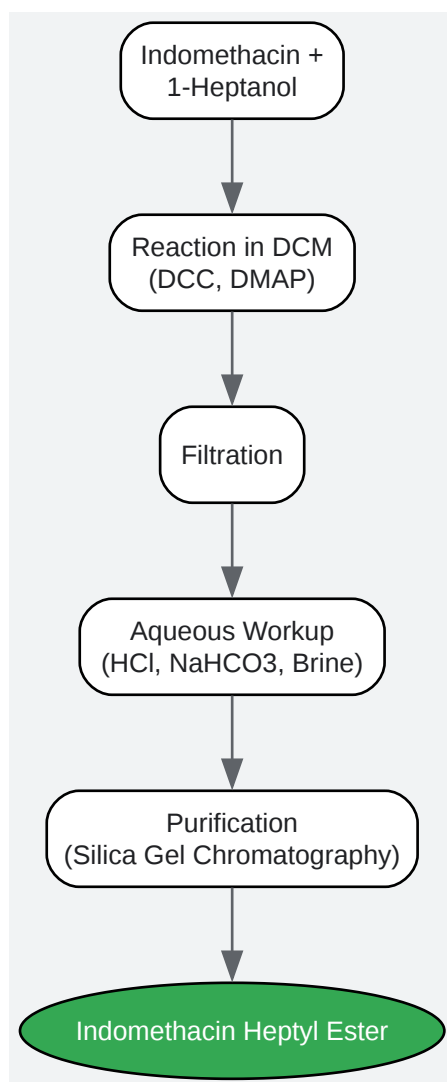 Indomethacin +
1-Heptanol
Reaction in DCM
(DCC, DMAP)
Filtration
Aqueous Workup
(HCl, NaHCO3, Brine)
Purification
(Silica Gel Chromatography)
Indomethacin Heptyl Ester